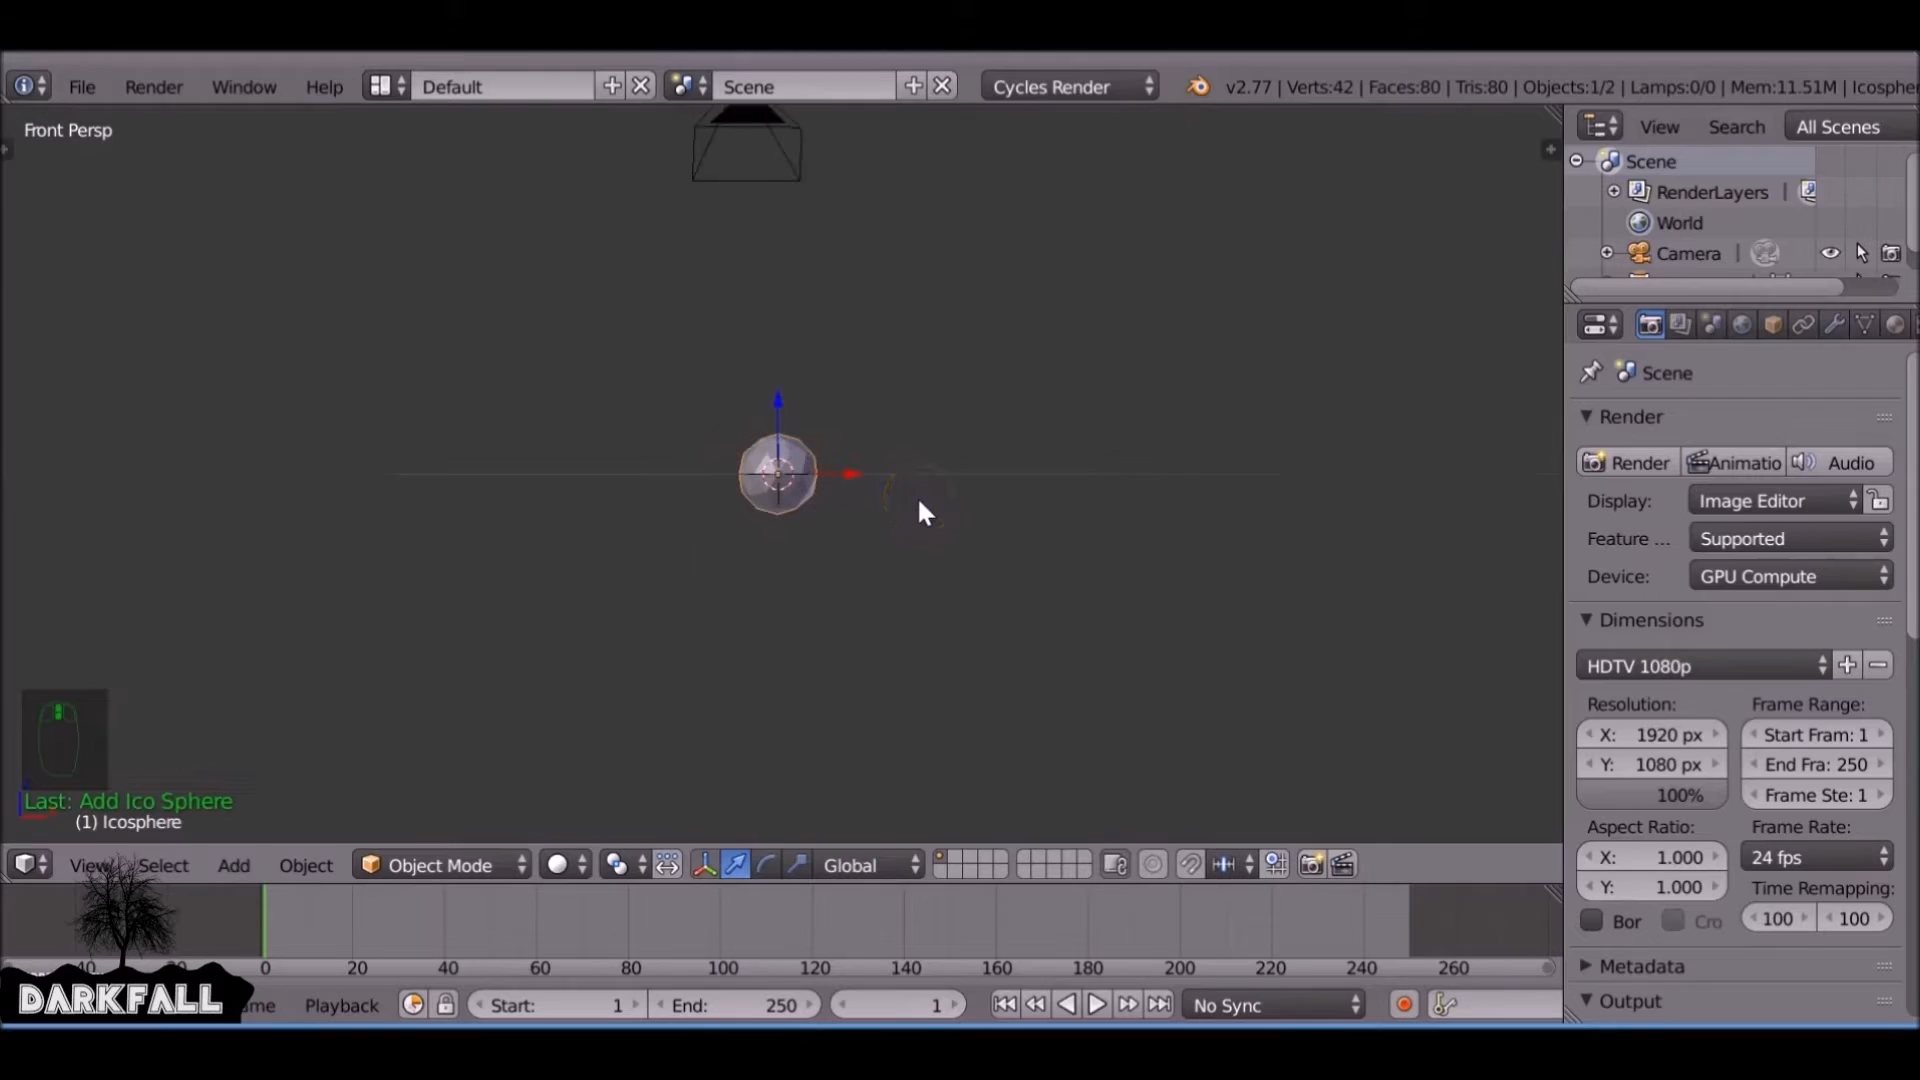 File Render Window Help Default Scene Cycles Render v2.77 | Verts:42 | Faces:80 | Tris:80 | Objects:1/2 | Lamps:0/0 | Mem:11.51M | Icospher
Front Persp
View Search All Scenes
Scene
RenderLayers
World
Camera
Scene
Render
Render Animatio Audio
Display: Image Editor
Feature ... Supported
Device: GPU Compute
Dimensions
HDTV 1080p
Resolution: Frame Range:
X: 1920 px Start Fram: 1
Y: 1080 px End Fra: 250
100% Frame Ste: 1
Aspect Ratio: Frame Rate:
X: 1.000 24 fps
Y: 1.000 Time Remapping:
Bor Cro 100 100
Metadata
Output
Last: Add Ico Sphere
(1) Icosphere
View Select Add Object Object Mode Global
0 20 40 60 80 100 120 140 160 180 200 220 240 260
DARKFALL
Playback Start: 1 End: 250 1 No Sync